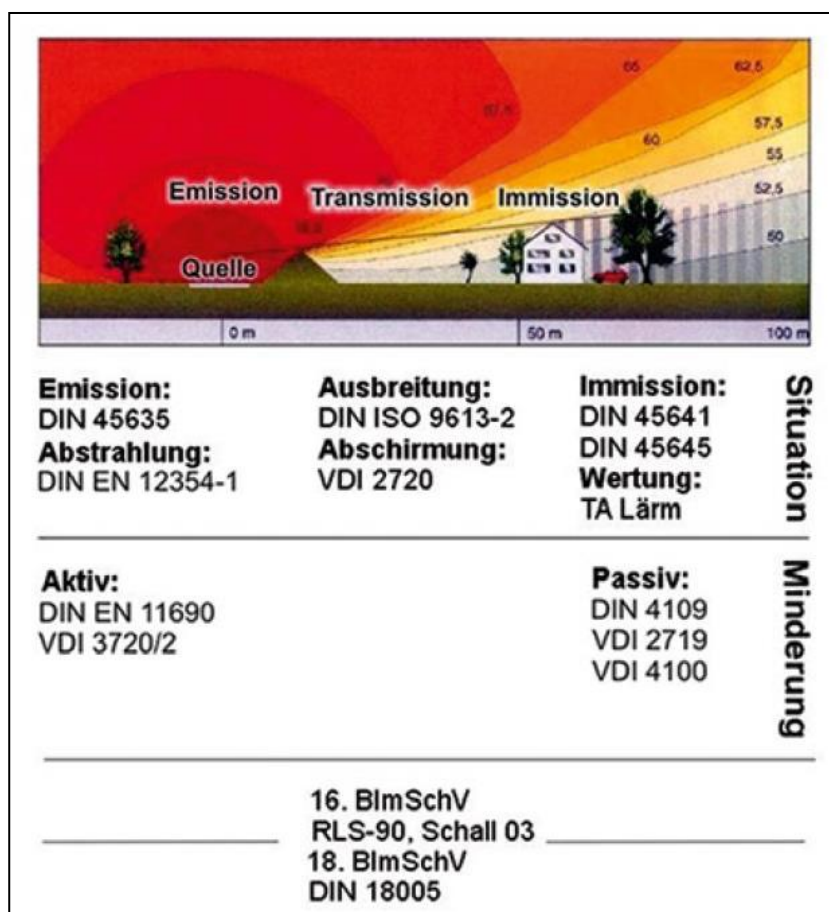 65
62,5
67,5
60
57,5
55
52,5
50
Emission Transmission Immission
Quelle
0 m 50 m 100 m
Emission:
DIN 45635
Abstrahlung:
DIN EN 12354-1
Ausbreitung:
DIN ISO 9613-2
Abschirmung:
VDI 2720
Immission:
DIN 45641
DIN 45645
Wertung:
TA Lärm
Situation
Aktiv:
DIN EN 11690
VDI 3720/2
Passiv:
DIN 4109
VDI 2719
VDI 4100
Minderung
16. BImSchV
RLS-90, Schall 03
18. BImSchV
DIN 18005